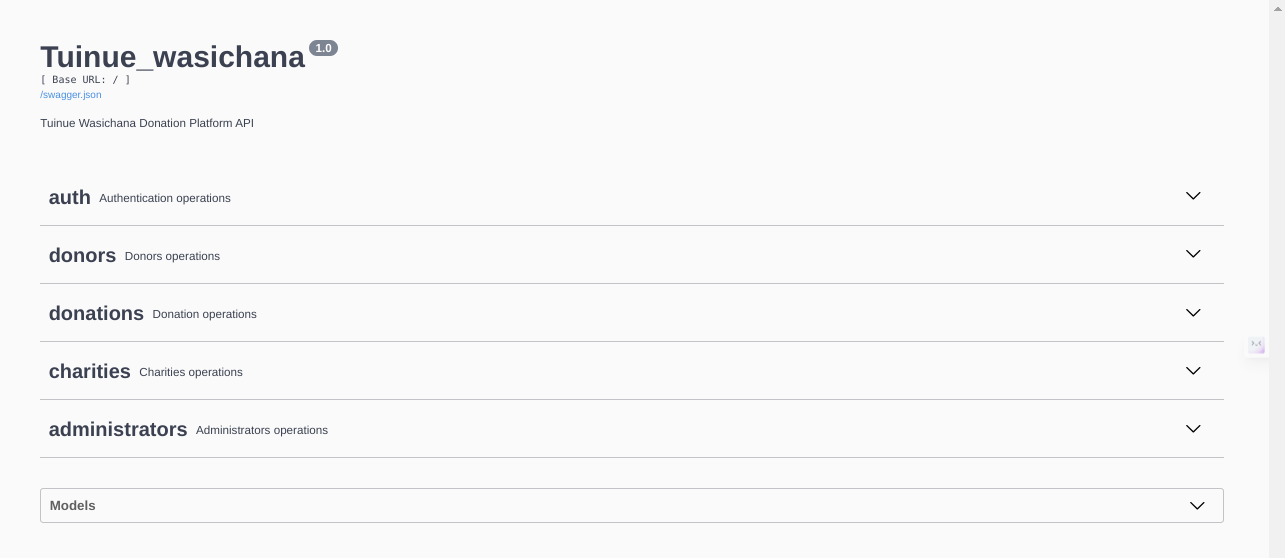 Tuinue_wasichana 1.0
[ Base URL: / ]
/swagger.json
Tuinue Wasichana Donation Platform API
auth Authentication operations
donors Donors operations
donations Donation operations
charities Charities operations
administrators Administrators operations
Models